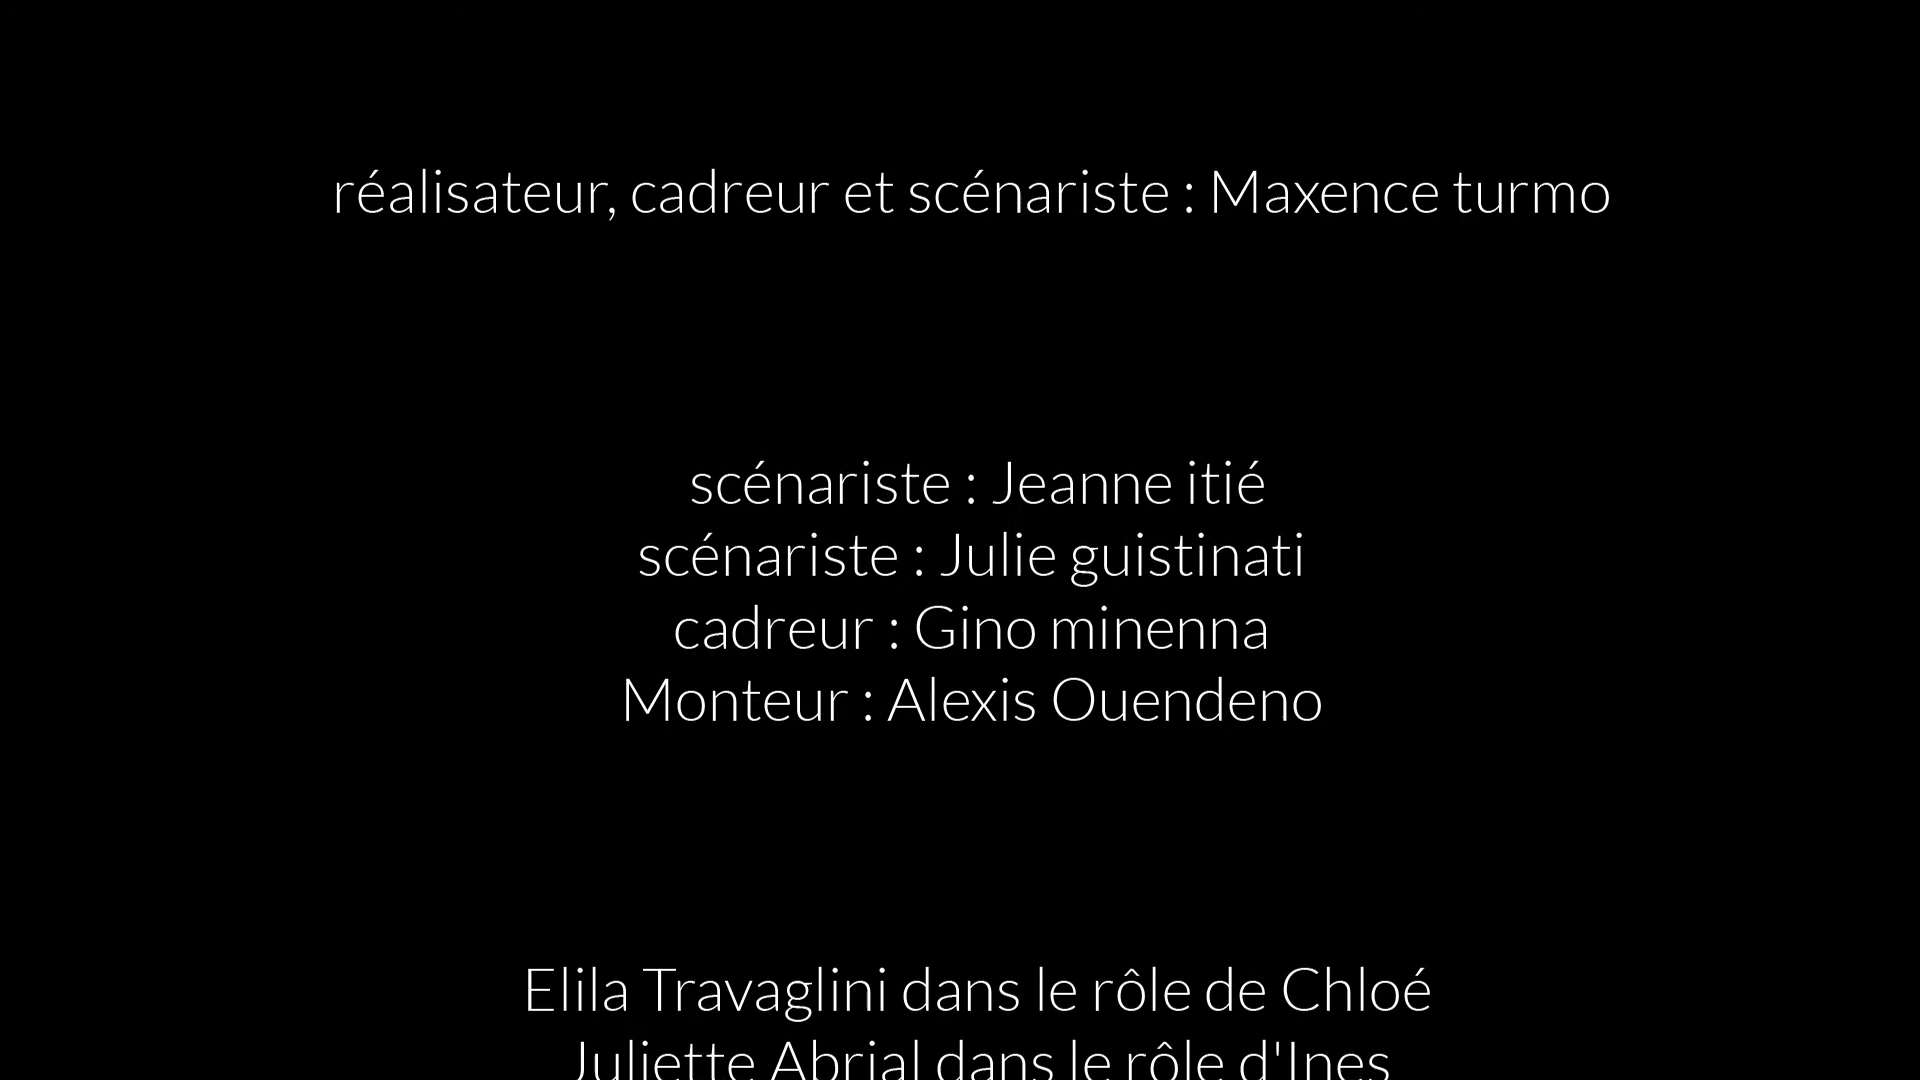 réalisateur, cadreur et scénariste : Maxence turmo
scénariste : Jeanne itié
scénariste : Julie guistinati
cadreur : Gino minenna
Monteur : Alexis Ouendeno
Elila Travaglini dans le rôle de Chloé
Juliette Abrial dans le rôle d'Ines